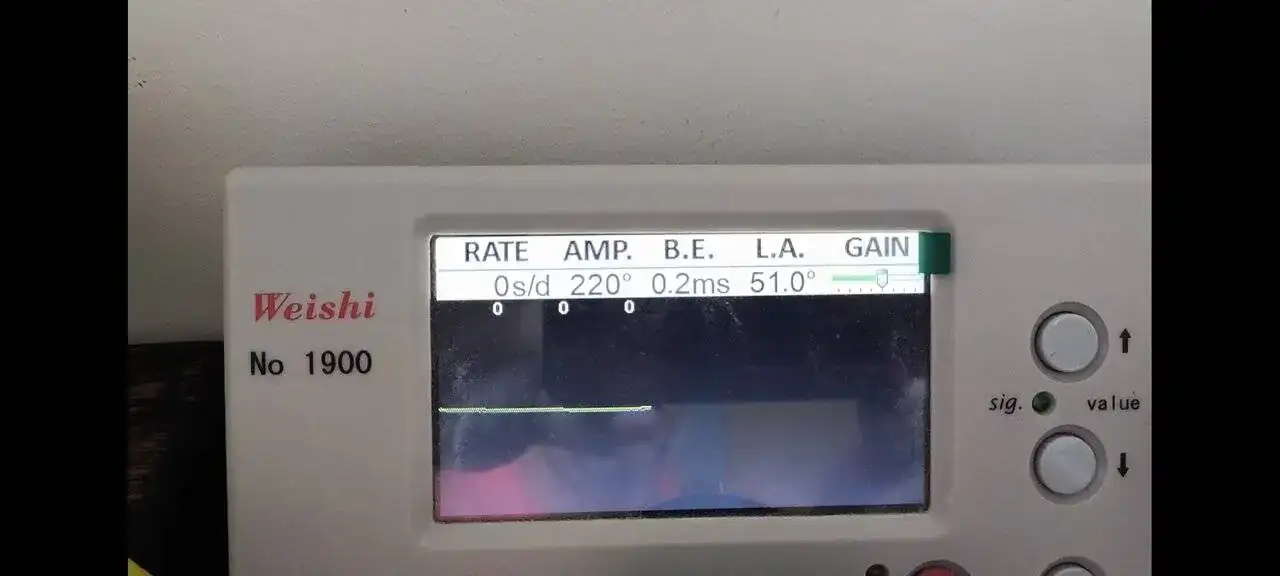 RATE AMP. B.E. L.A. GAIN
0s/d 220° 0.2ms 51.0°
0 0 0
Weishi
No 1900
↑
sig. value
↓